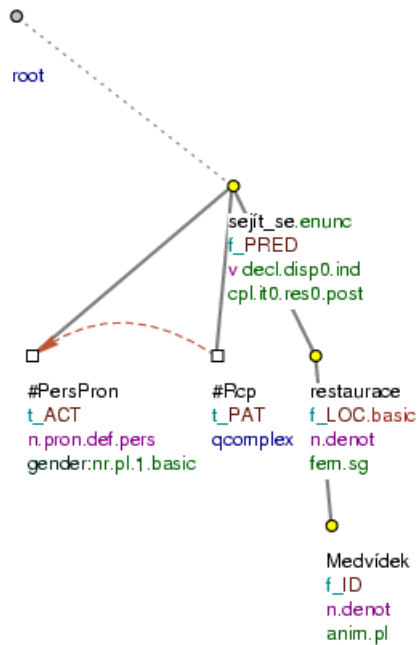 root
sejít_se.enunc
f_PRED
v decl.disp0.ind
cpl.it0.res0.post
#PersPron
t_ACT
n.pron.def.pers
gender:nr.pl.1.basic
#Rcp
t_PAT
qcomplex
restaurace
f_LOC.basic
n.denot
fem.sg
Medvídek
f_ID
n.denot
anim.pl